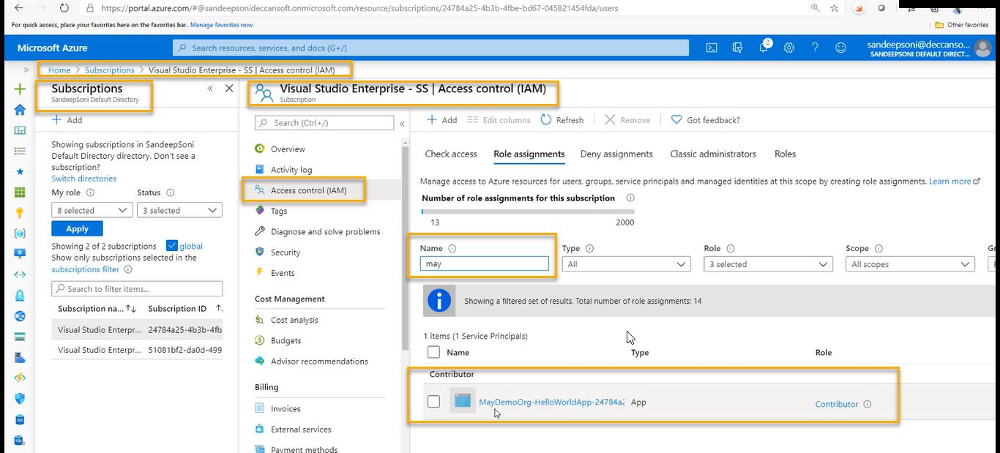 https://portal.azure.com/#@sandeepsonideccansoft.onmicrosoft.com/resource/subscriptions/24784a25-4b3b-4fbe-bd67-045821454fda/users
For quick access, place your favorites here on the favorites bar. Manage favorites now
Other favorites
Microsoft Azure
Search resources, services, and docs (G+/)
2
sandeepsoni@deccanso...
SANDEEPSONI DEFAULT DIRECT...
Home > Subscriptions > Visual Studio Enterprise - SS | Access control (IAM)
Subscriptions
SandeepSoni Default Directory
Add
Showing subscriptions in SandeepSoni
Default Directory directory. Don't see a
subscription?
Switch directories
My role
Status
8 selected
3 selected
Apply
Showing 2 of 2 subscriptions
global
Show only subscriptions selected in the
subscriptions filter
Search to filter items...
Subscription na...
Subscription ID
Visual Studio Enterpr...
24784a25-4b3b-4fb
Visual Studio Enterpr...
51081bf2-da0d-499
Visual Studio Enterprise - SS | Access control (IAM)
Subscription
Search (Ctrl+/)
Overview
Activity log
Access control (IAM)
Tags
Diagnose and solve problems
Security
Events
Cost Management
Cost analysis
Budgets
Advisor recommendations
Billing
Invoices
External services
Payment methods
Add
Edit columns
Refresh
Remove
Got feedback?
Check access
Role assignments
Deny assignments
Classic administrators
Roles
Manage access to Azure resources for users, groups, service principals and managed identities at this scope by creating role assignments. Learn more
Number of role assignments for this subscription
13
2000
Name
Type
Role
Scope
may
All
3 selected
All scopes
Showing a filtered set of results. Total number of role assignments: 14
1 items (1 Service Principals)
Name
Type
Role
Contributor
MayDemoOrg-HelloWorldApp-24784a2
App
Contributor